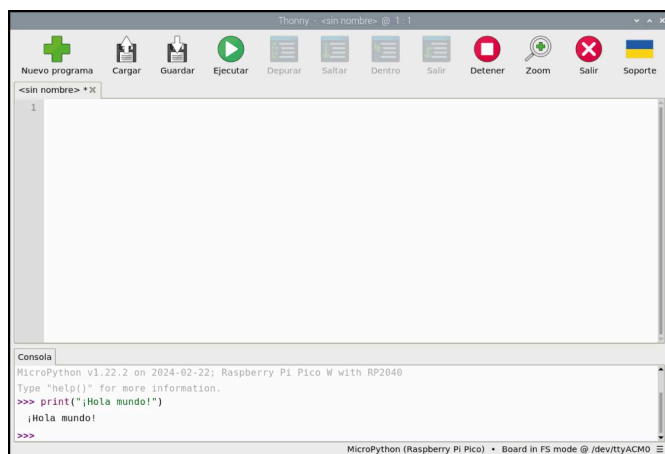 Thonny - <sin nombre> @ 1:1
Nuevo programa Cargar Guardar Ejecutar Depurar Saltar Dentro Salir Detener Zoom Salir Soporte
<sin nombre> *
1
Consola
MicroPython v1.22.2 on 2024-02-22; Raspberry Pi Pico W with RP2040
Type "help()" for more information.
>>> print("¡Hola mundo!")
¡Hola mundo!
>>>
MicroPython (Raspberry Pi Pico) • Board in FS mode @ /dev/ttyACM0